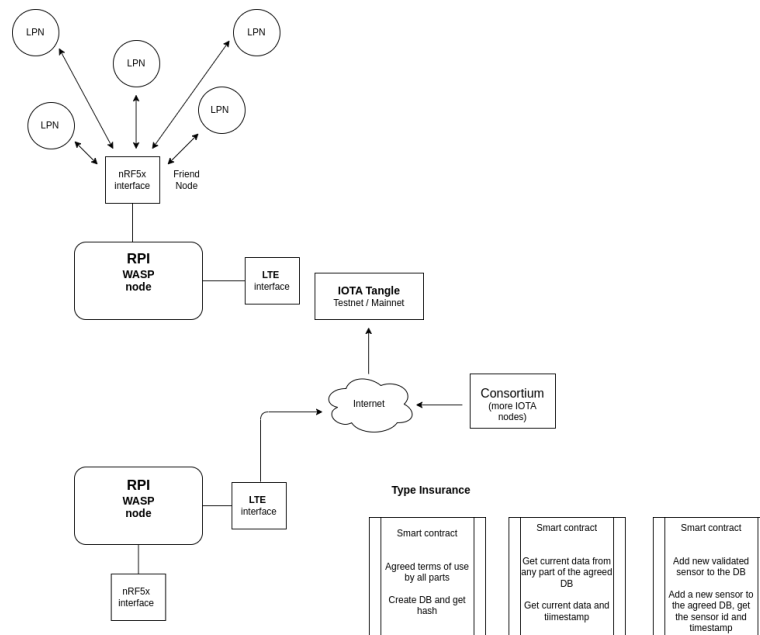 LPN
LPN
LPN
LPN
LPN
nRF5x
interface
Friend
Node
RPI
WASP
node
LTE
interface
IOTA Tangle
Testnet / Mainnet
Internet
Consortium
(more IOTA
nodes)
RPI
WASP
node
LTE
interface
nRF5x
interface
Type Insurance
Smart contract
Agreed terms of use
by all parts
Create DB and get
hash
Smart contract
Get current data from
any part of the agreed
DB
Get current data and
tiimestamp
Smart contract
Add new validated
sensor to the DB
Add a new sensor to
the agreed DB, get
the sensor id and
timestamp